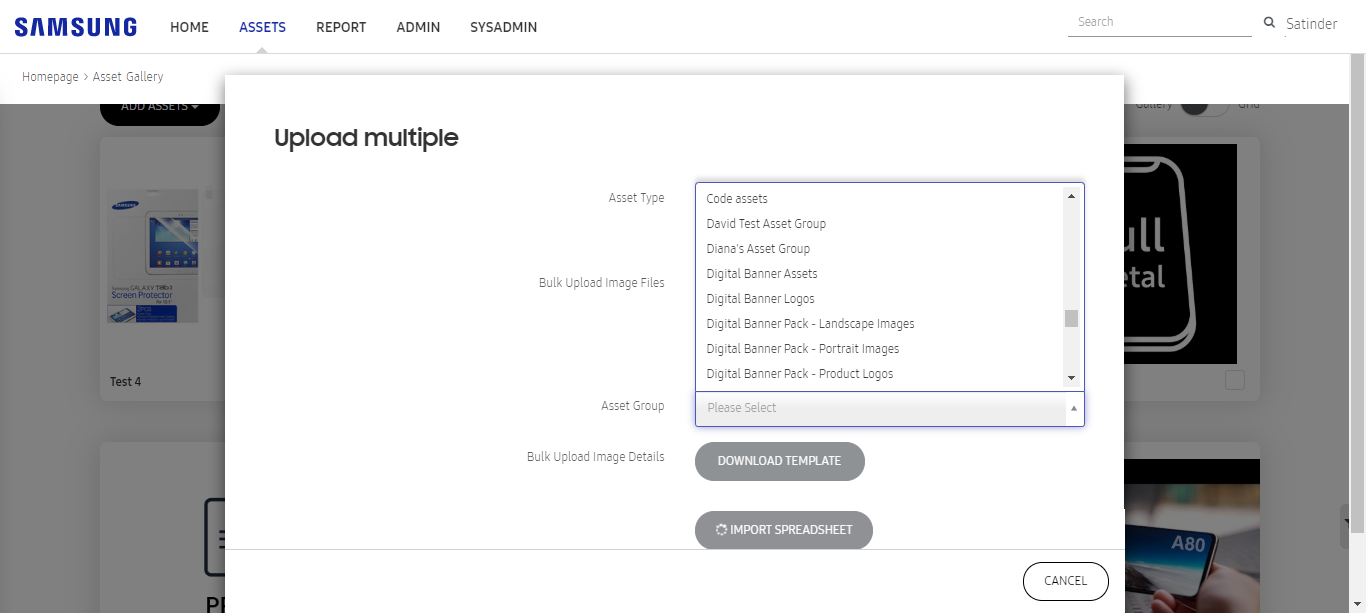 SAMSUNG HOME ASSETS REPORT ADMIN SYSADMIN Search Satinder
Homepage > Asset Gallery
ADD ASSETS
Gallery Grid
Upload multiple
Asset Type
Code assets
David Test Asset Group
Diana's Asset Group
Bulk Upload Image Files
Digital Banner Assets
Digital Banner Logos
Digital Banner Pack - Landscape Images
Digital Banner Pack - Portrait Images
Digital Banner Pack - Product Logos
SAMSUNG
Samsung GALAXY Tab 3
Screen Protector
ull
etal
Test 4
Asset Group
Please Select
Bulk Upload Image Details
DOWNLOAD TEMPLATE
IMPORT SPREADSHEET
A80
CANCEL